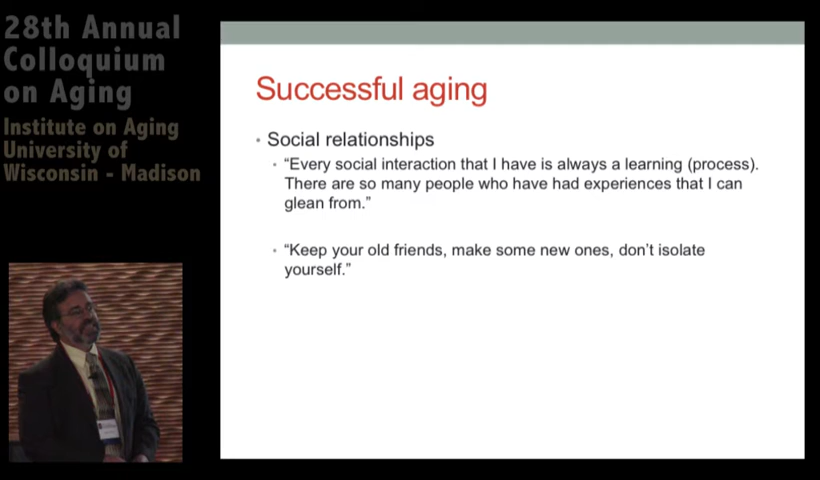 28th Annual
Colloquium
on Aging
Institute on Aging
University of
Wisconsin - Madison
Successful aging
• Social relationships
• “Every social interaction that I have is always a learning (process).
There are so many people who have had experiences that I can
glean from.”
• “Keep your old friends, make some new ones, don’t isolate
yourself.”